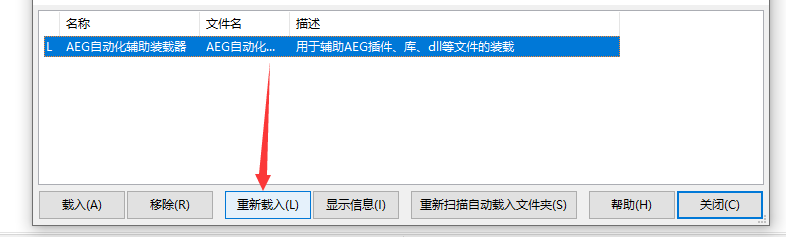 名称 文件名 描述
L AEG自动化辅助装载器 AEG自动化... 用于辅助AEG插件、库、dll等文件的装载
载入(A) 移除(R) 重新载入(L) 显示信息(I) 重新扫描自动载入文件夹(S) 帮助(H) 关闭(C)